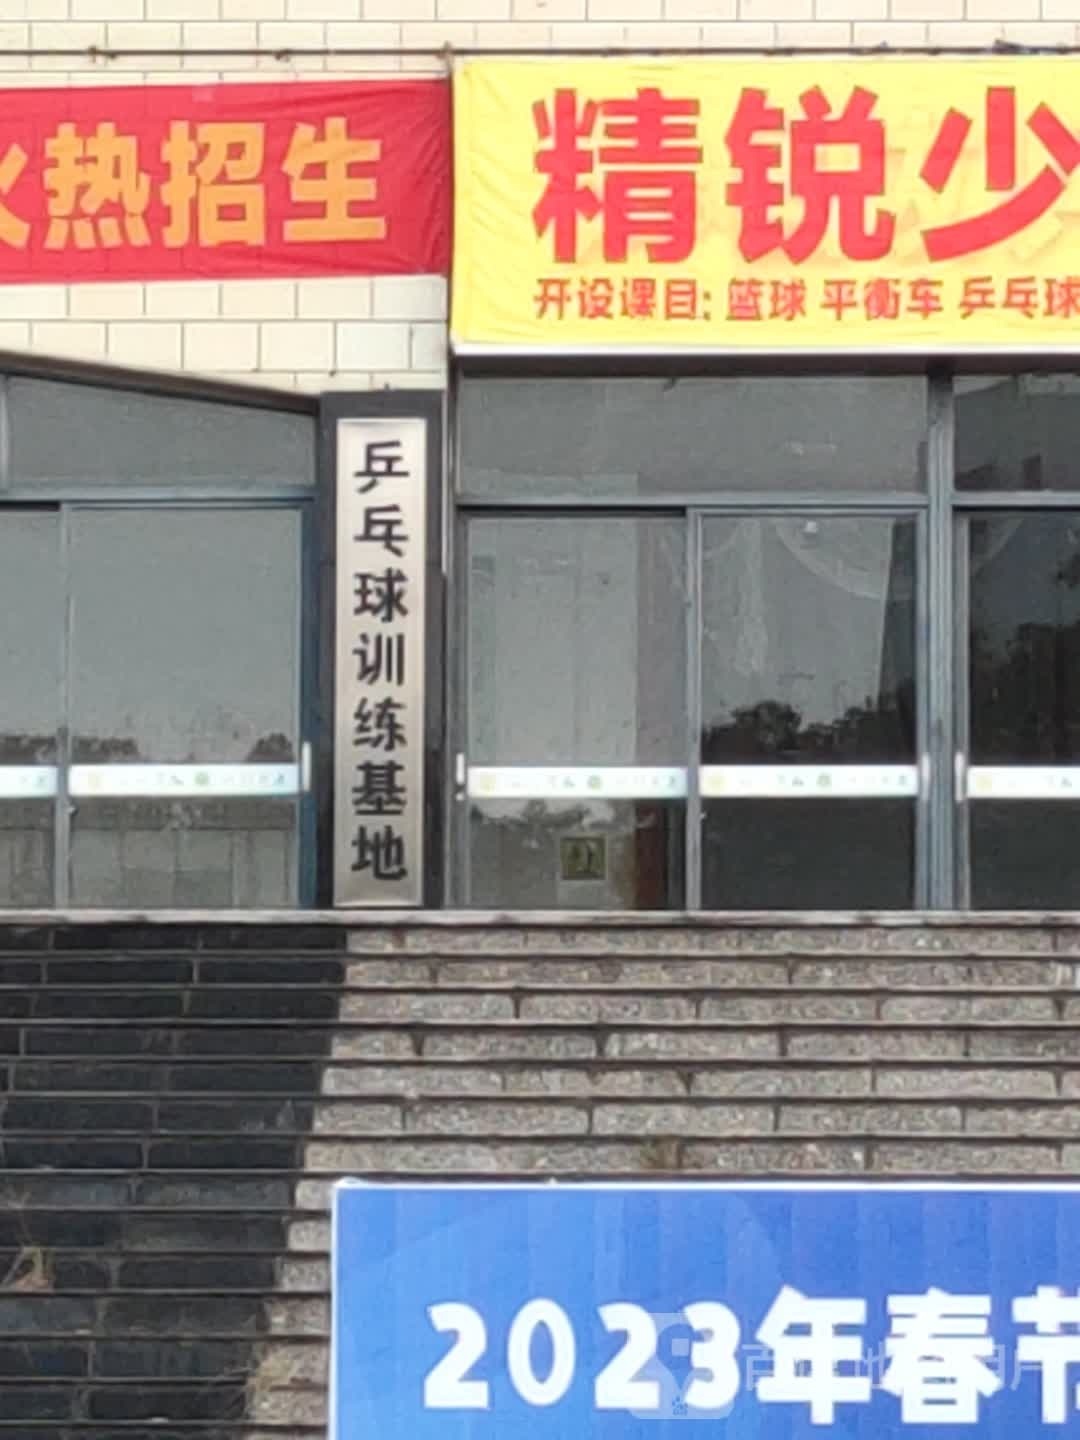 火热招生
精锐少
开设课目: 篮球 平衡车 乒乓球
乒乓球训练基地
2023年春节